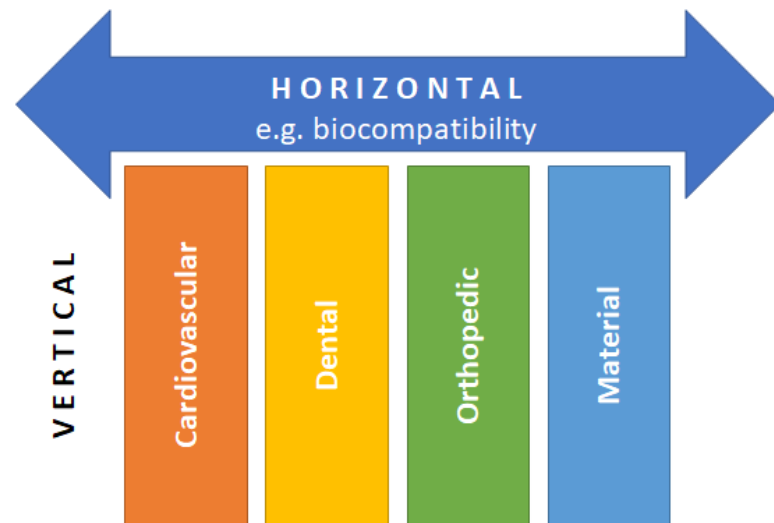 HORIZONTAL
e.g. biocompatibility
VERTICAL
Cardiovascular
Dental
Orthopedic
Material